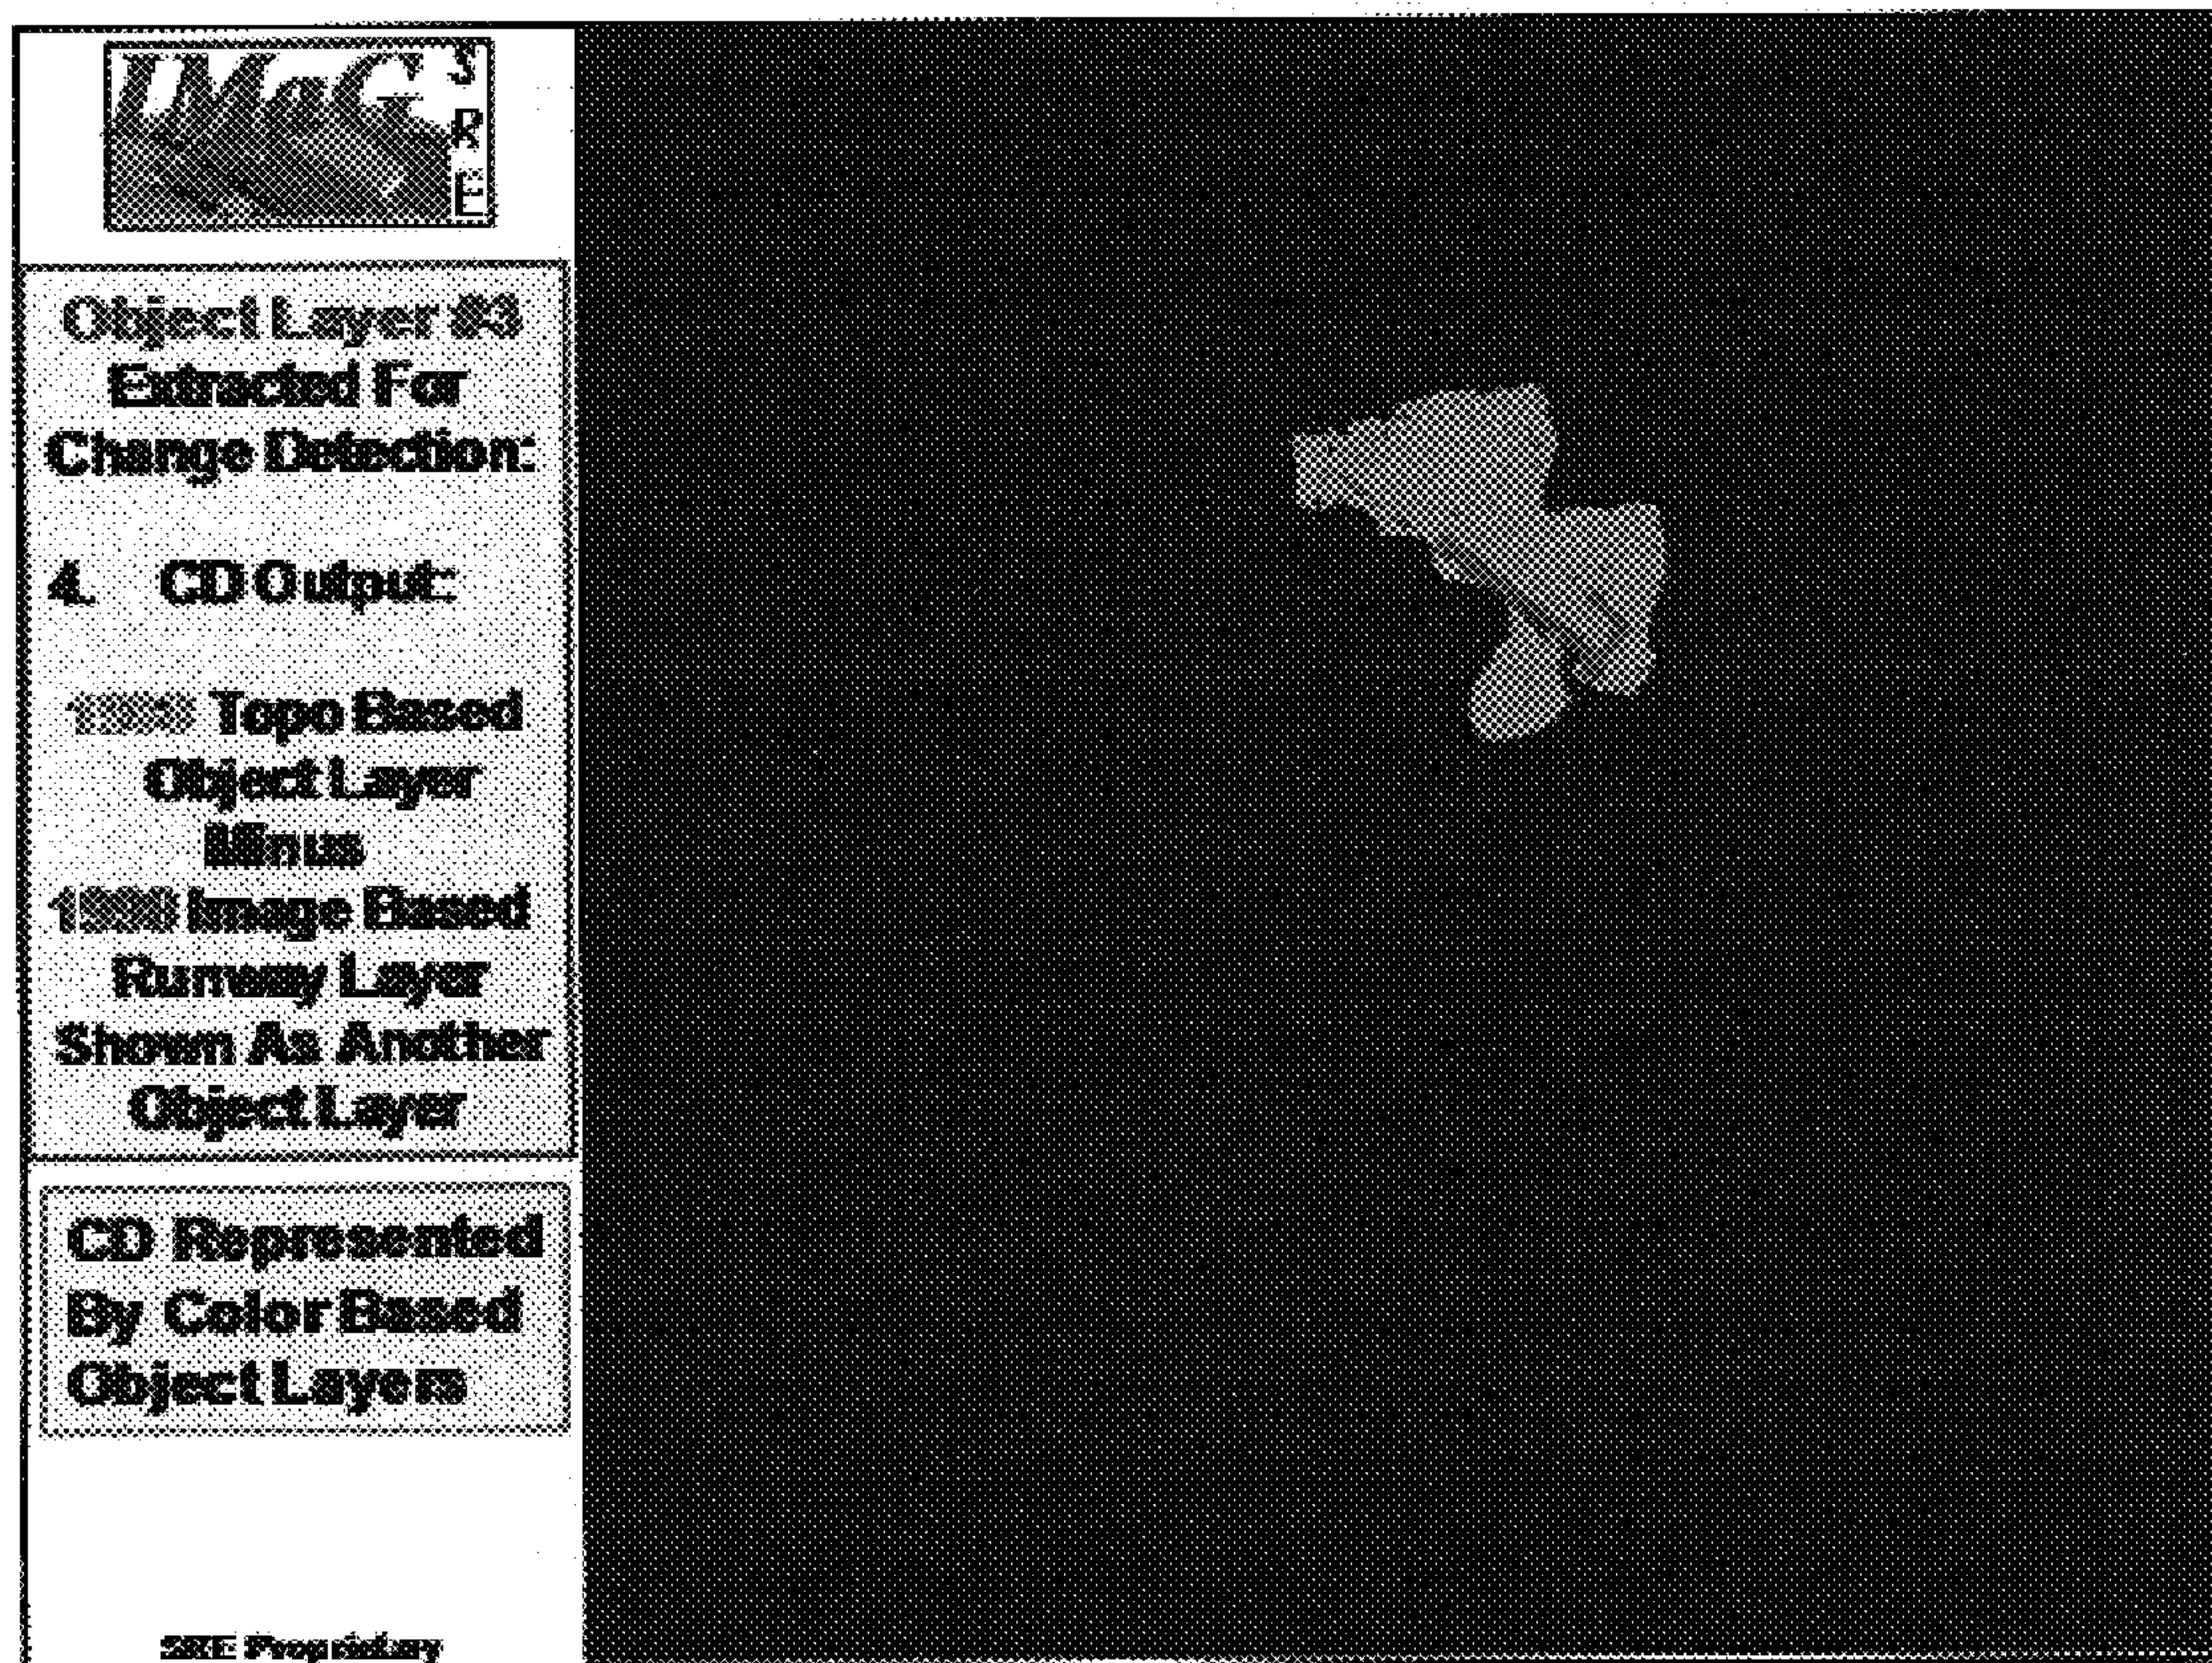 IMaG
S
R
E
Object Layer #3
Extracted For
Change Detection:
4. CD Output:
Topo Based
Object Layer
Minus
Image Based
Runway Layer
Shown As Another
Object Layer
CD Represented
By Color Based
Object Layers
SRE Proprietary